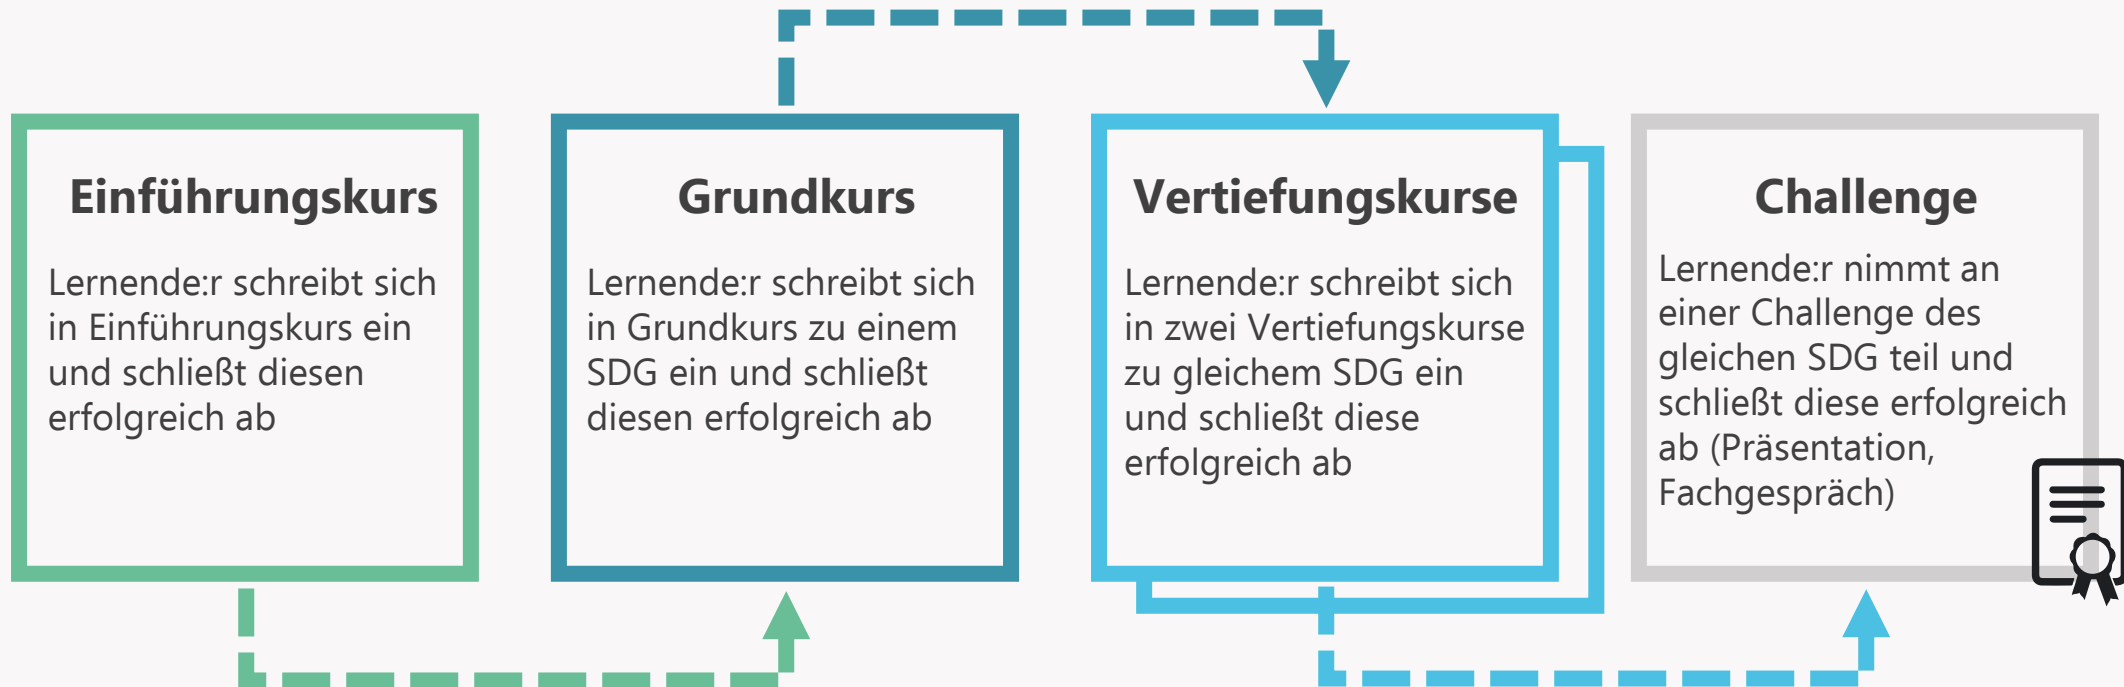 Einführungskurs
Lernende:r schreibt sich
in Einführungskurs ein
und schließt diesen
erfolgreich ab
Grundkurs
Lernende:r schreibt sich
in Grundkurs zu einem
SDG ein und schließt
diesen erfolgreich ab
Vertiefungskurse
Lernende:r schreibt sich
in zwei Vertiefungskurse
zu gleichem SDG ein
und schließt diese
erfolgreich ab
Challenge
Lernende:r nimmt an
einer Challenge des
gleichen SDG teil und
schließt diese erfolgreich
ab (Präsentation,
Fachgespräch)